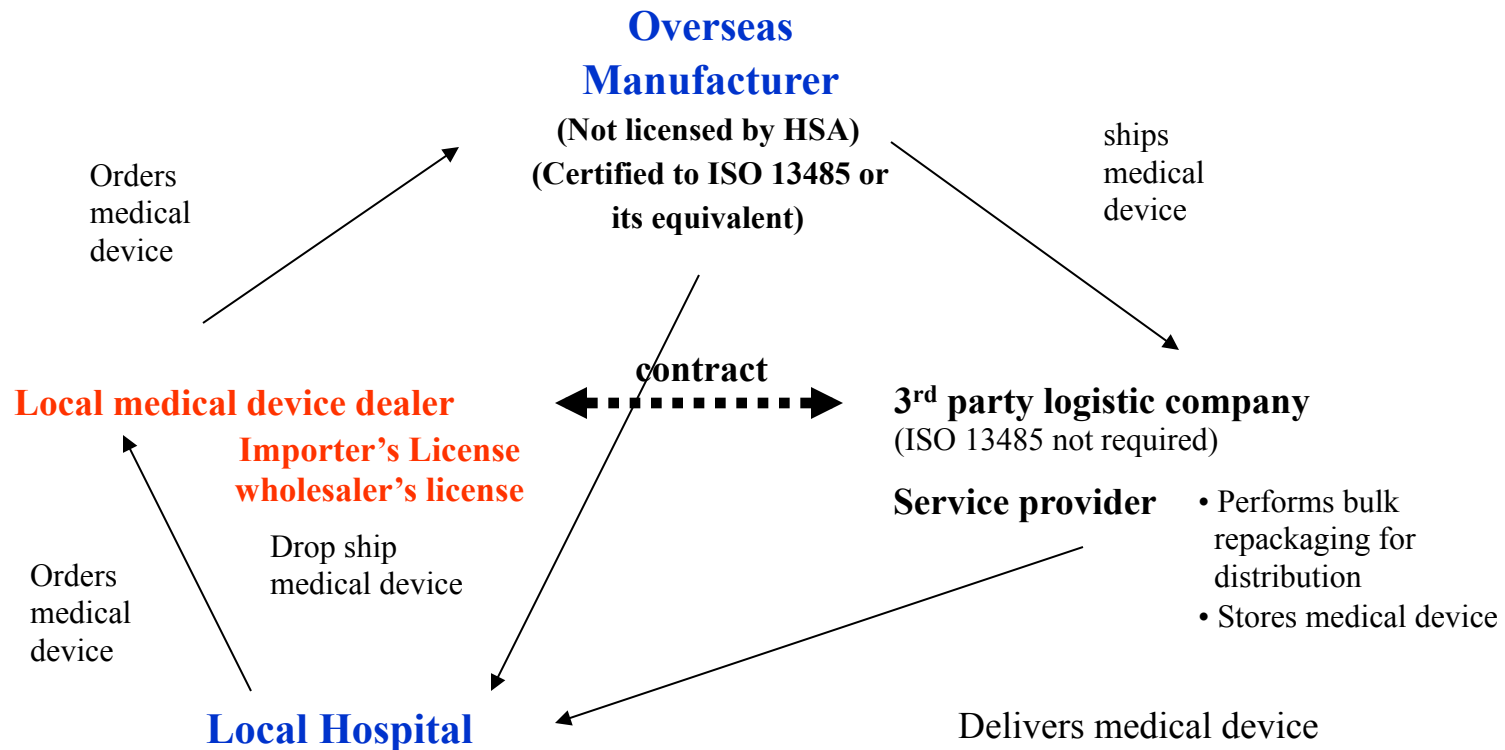 Overseas
Manufacturer
(Not licensed by HSA)
(Certified to ISO 13485 or
its equivalent)
Orders
medical
device
ships
medical
device
contract
Local medical device dealer
Importer’s License
wholesaler’s license
3rd party logistic company
(ISO 13485 not required)
Service provider
• Performs bulk
repackaging for
distribution
• Stores medical device
Drop ship
medical device
Orders
medical
device
Local Hospital
Delivers medical device